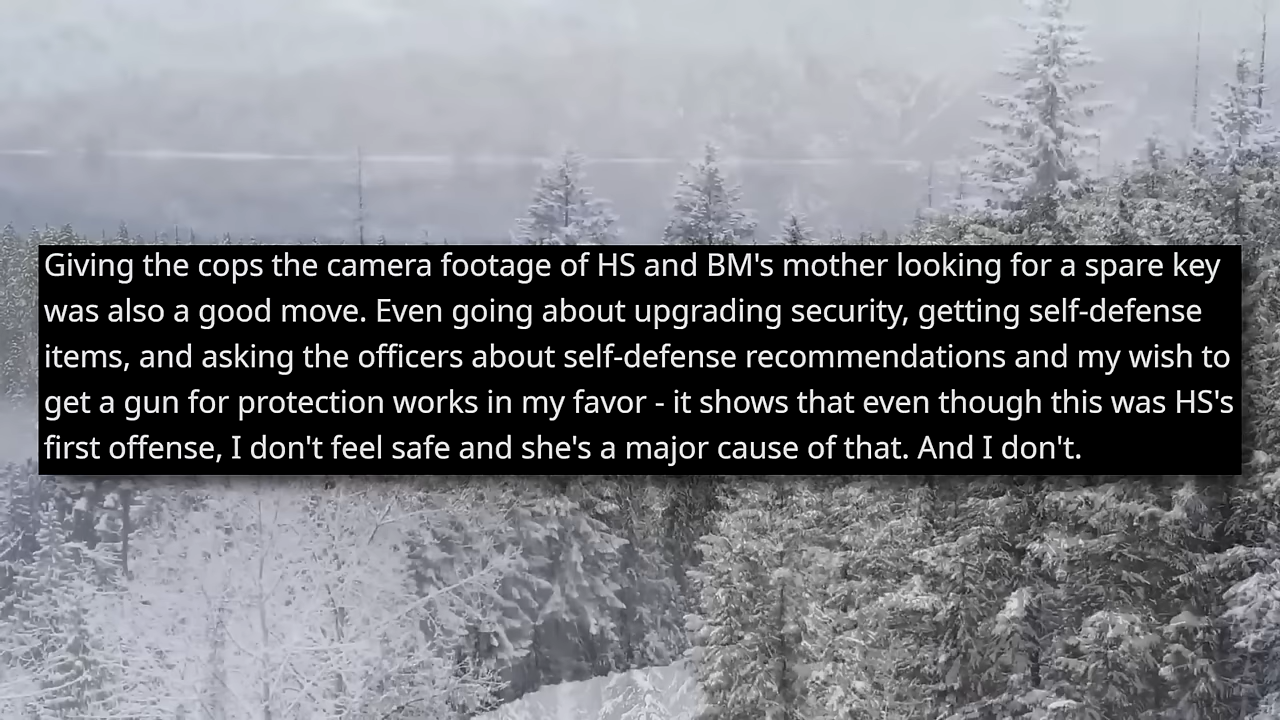 Giving the cops the camera footage of HS and BM's mother looking for a spare key
was also a good move. Even going about upgrading security, getting self-defense
items, and asking the officers about self-defense recommendations and my wish to
get a gun for protection works in my favor - it shows that even though this was HS's
first offense, I don't feel safe and she's a major cause of that. And I don't.